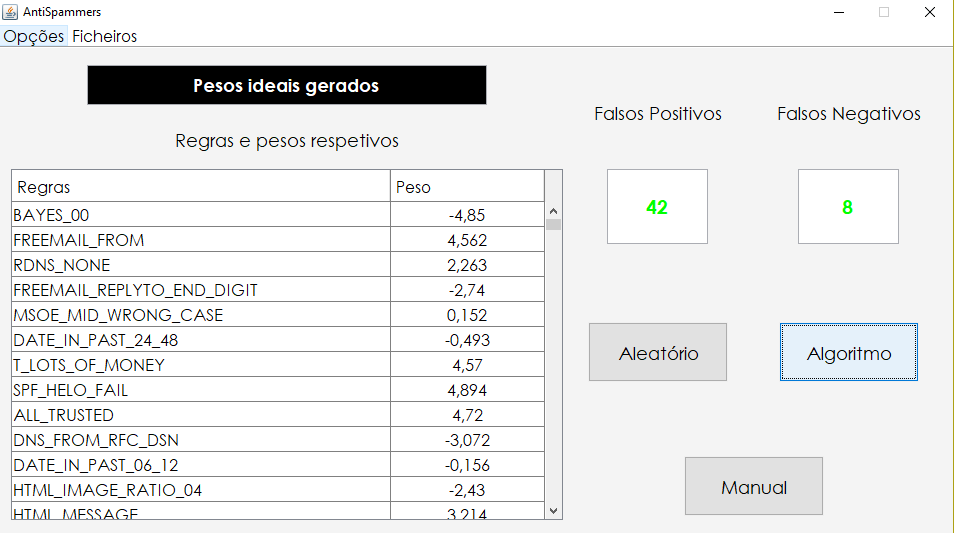 AntiSpammers
Opções Ficheiros
Pesos ideais gerados
Regras e pesos respetivos
Regras Peso
BAYES_00 -4,85
FREEMAIL_FROM 4,562
RDNS_NONE 2,263
FREEMAIL_REPLYTO_END_DIGIT -2,74
MSOE_MID_WRONG_CASE 0,152
DATE_IN_PAST_24_48 -0,493
T_LOTS_OF_MONEY 4,57
SPF_HELO_FAIL 4,894
ALL_TRUSTED 4,72
DNS_FROM_RFC_DSN -3,072
DATE_IN_PAST_06_12 -0,156
HTML_IMAGE_RATIO_04 -2,43
HTML_MESSAGE 3,214
Falsos Positivos Falsos Negativos
42 8
Aleatório Algoritmo
Manual